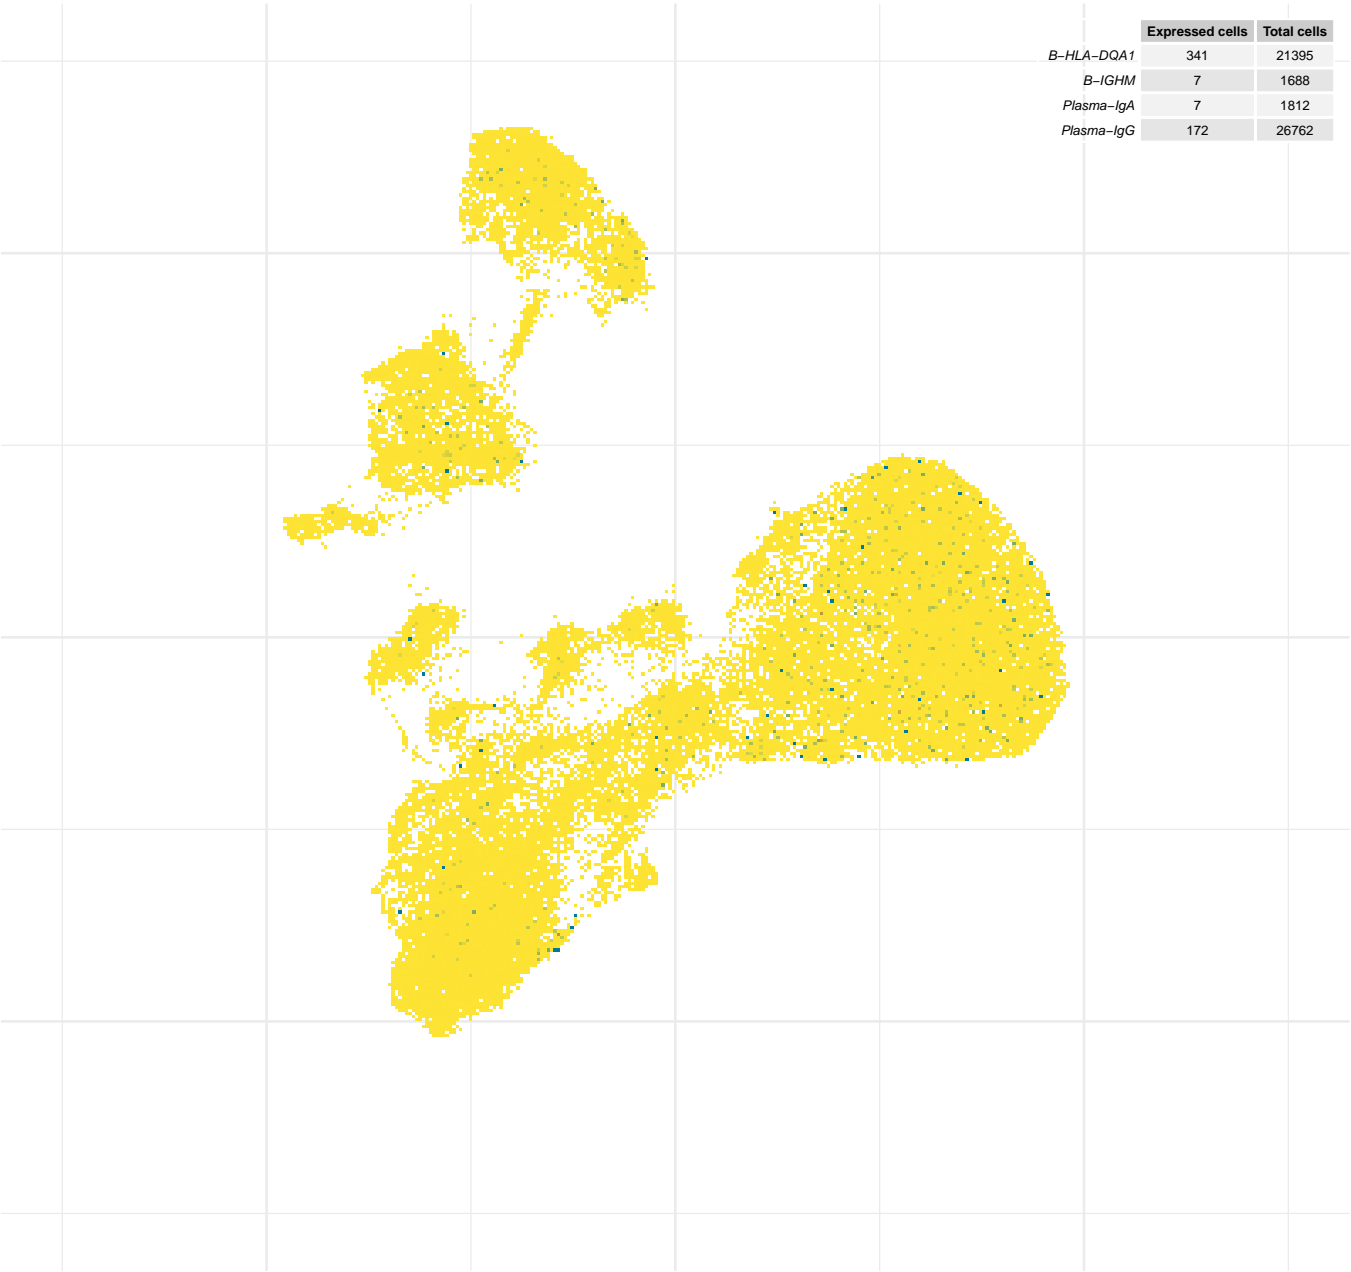 Expressed cells Total cells
B−HLA−DQA1 341 21395
B−IGHM 7 1688
Plasma−IgA 7 1812
Plasma−IgG 172 26762